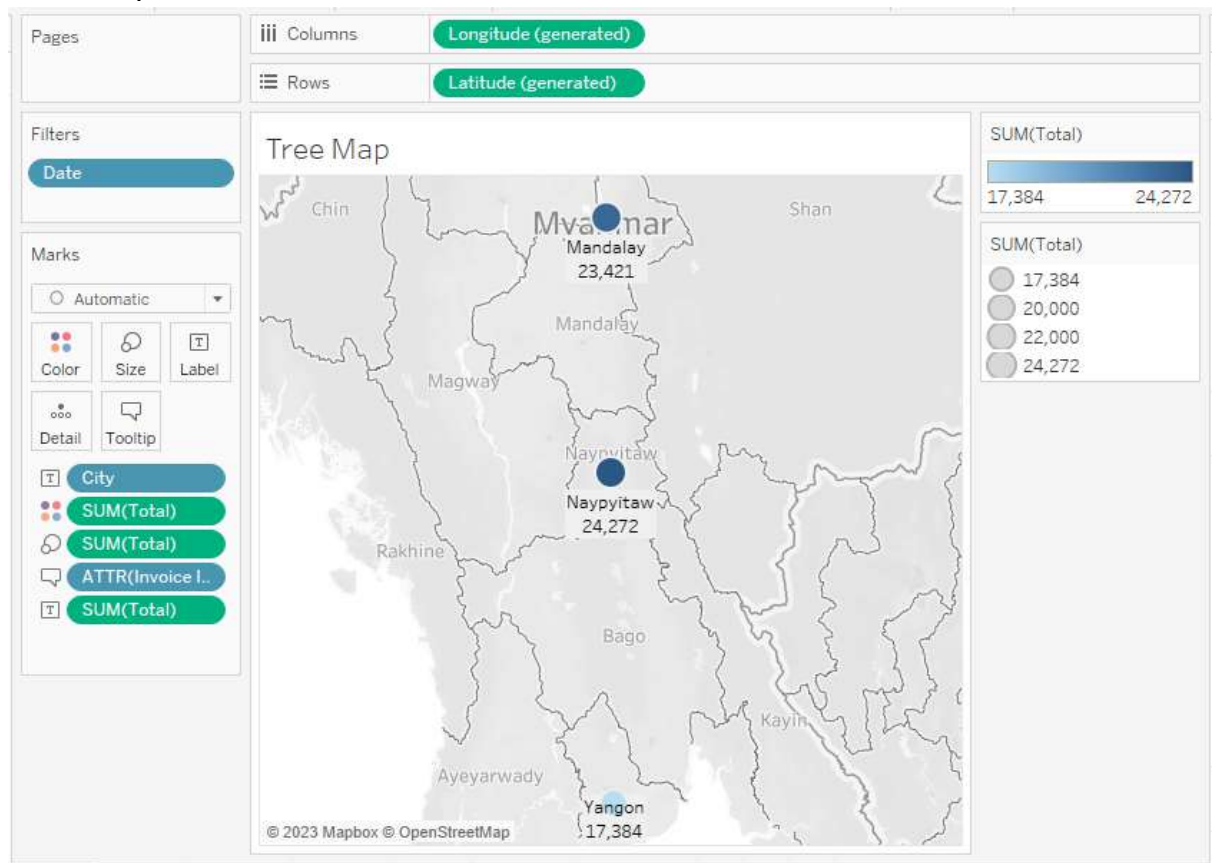 Pages
Columns
Longitude (generated)
Rows
Latitude (generated)
Filters
Date
Marks
Automatic
Color
Size
T
Label
Detail
Tooltip
T
City
SUM(Total)
SUM(Total)
ATTR(Invoice I..
T
SUM(Total)
Tree Map
Chin
Shan
Mandalay
23,421
Mandalay
Magway
Naypyitaw
Naypyitaw
24,272
Rakhine
Bago
Kayin
Ayeyarwady
Yangon
17,384
© 2023 Mapbox © OpenStreetMap
SUM(Total)
17,384 24,272
SUM(Total)
17,384
20,000
22,000
24,272